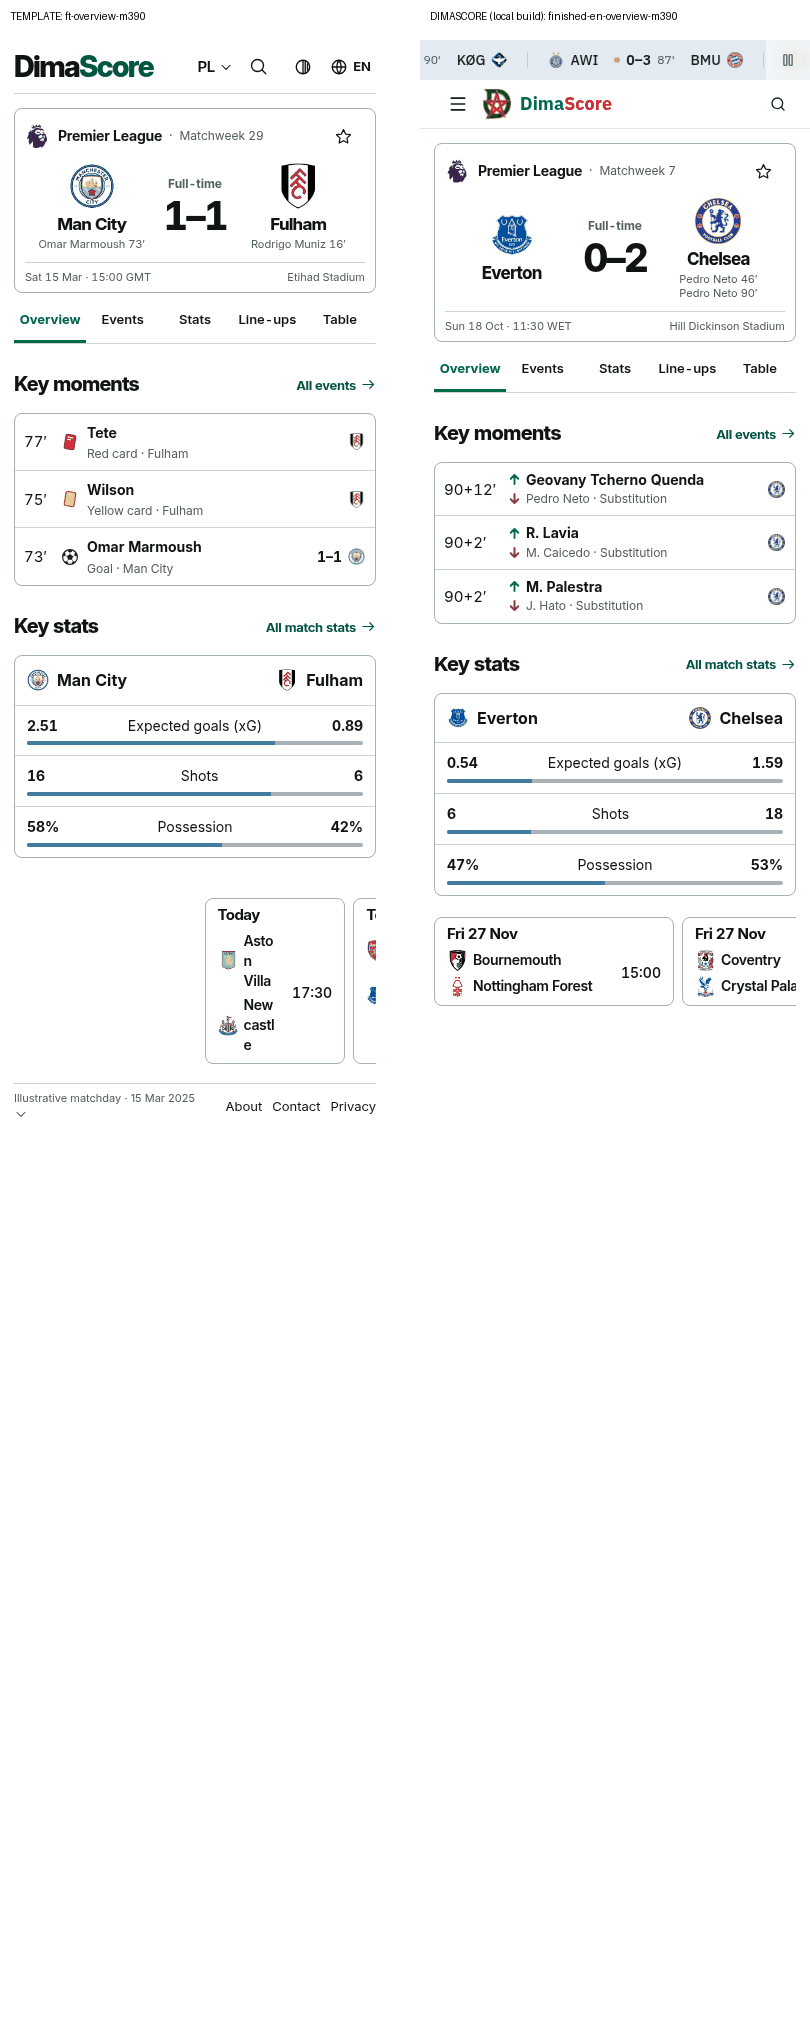 TEMPLATE: ft-overview-m390
DimaScore
PL
EN
Premier League · Matchweek 29
Full-time
1–1
Man City
Fulham
Omar Marmoush 73'
Rodrigo Muniz 16'
Sat 15 Mar · 15:00 GMT
Etihad Stadium
Overview Events Stats Line-ups Table
Key moments
All events →
77'
Tete
Red card · Fulham
75'
Wilson
Yellow card · Fulham
73'
Omar Marmoush
1–1
Goal · Man City
Key stats
All match stats →
Man City
Fulham
2.51 Expected goals (xG) 0.89
16 Shots 6
58% Possession 42%
Today
Asto
n
Villa
17:30
New
castl
e
Illustrative matchday · 15 Mar 2025
About Contact Privacy
DIMASCORE (local build): finished-en-overview-m390
90' KØG
AWI 0–3 87' BMU
DimaScore
Premier League · Matchweek 7
Full-time
0–2
Everton
Chelsea
Pedro Neto 46'
Pedro Neto 90'
Sun 18 Oct · 11:30 WET
Hill Dickinson Stadium
Overview Events Stats Line-ups Table
Key moments
All events →
90+12'
Geovany Tcherno Quenda
Pedro Neto · Substitution
90+2'
R. Lavia
M. Caicedo · Substitution
90+2'
M. Palestra
J. Hato · Substitution
Key stats
All match stats →
Everton
Chelsea
0.54 Expected goals (xG) 1.59
6 Shots 18
47% Possession 53%
Fri 27 Nov
Bournemouth
15:00
Nottingham Forest
Fri 27 Nov
Coventry
Crystal Pala